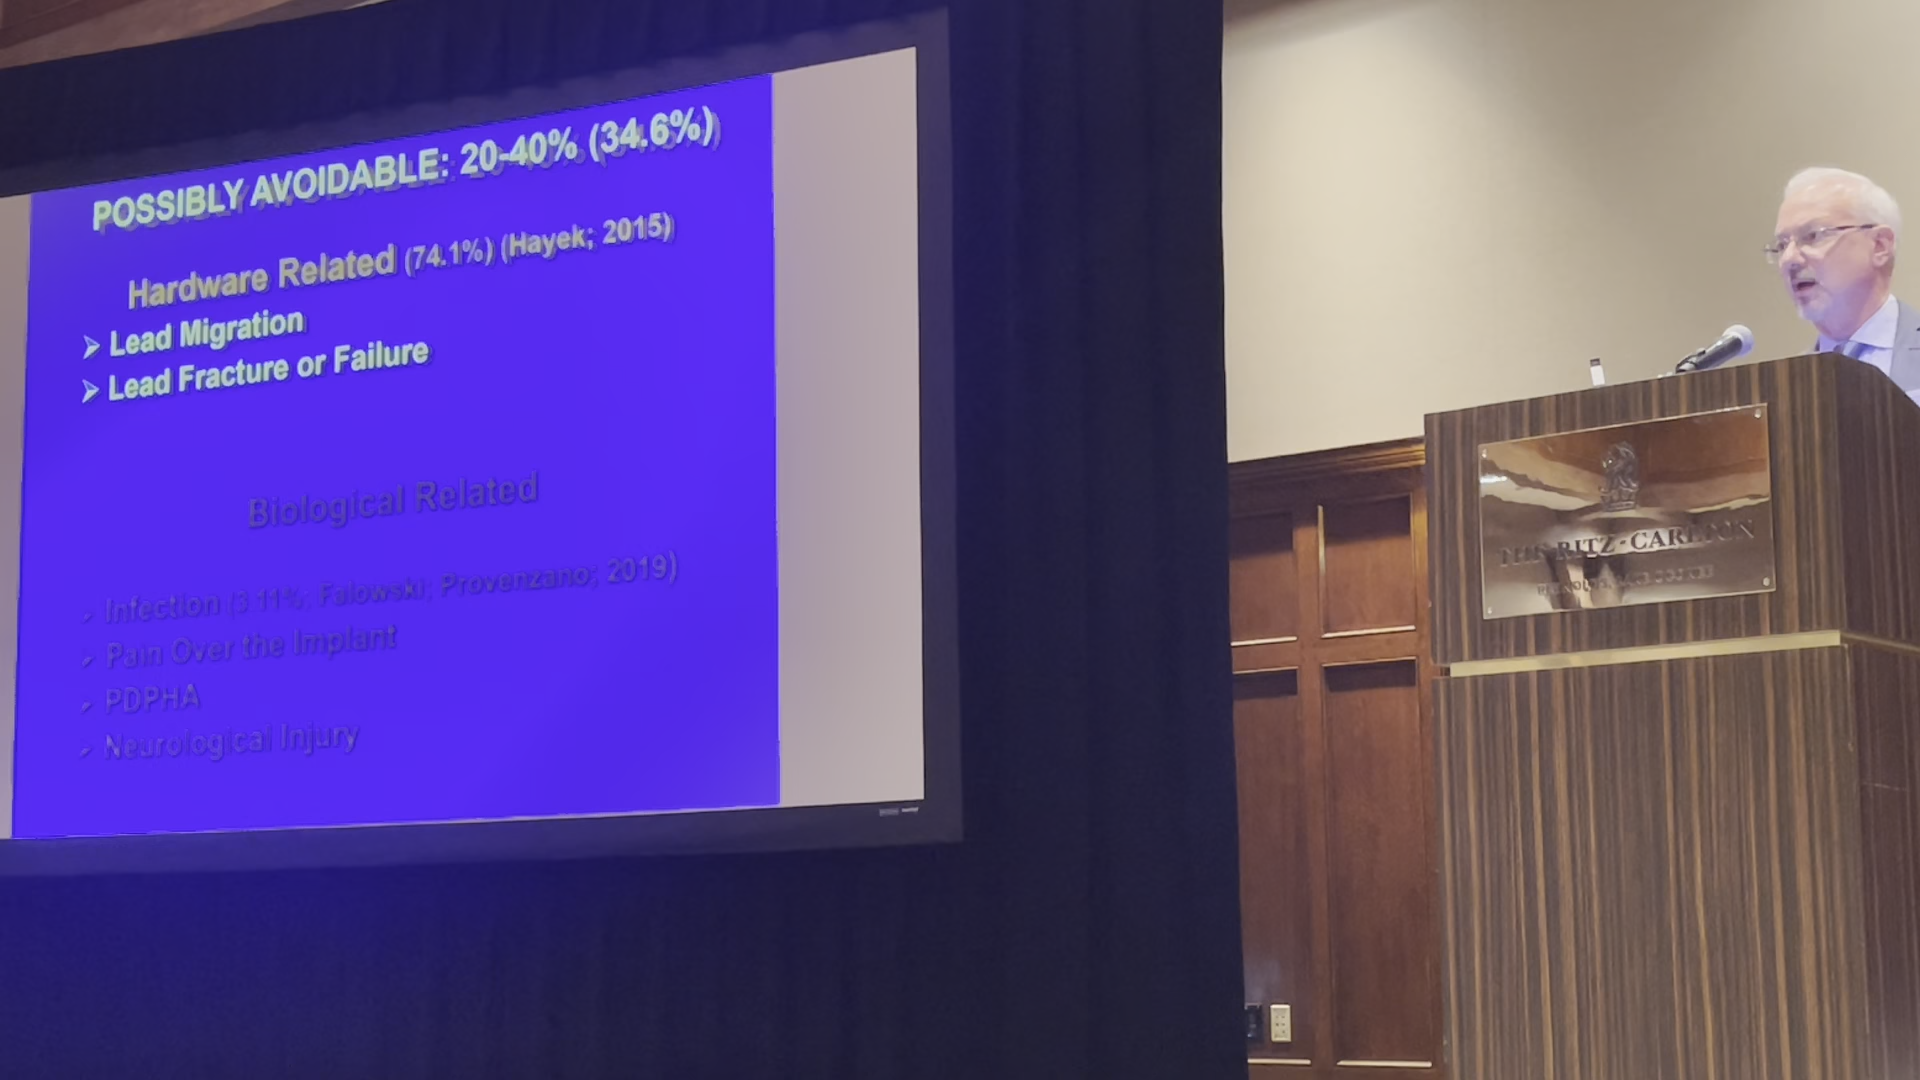 POSSIBLY AVOIDABLE: 20-40% (34.6%)
Hardware Related (74.1%) (Hayek; 2015)
➢ Lead Migration
➢ Lead Fracture or Failure
Biological Related
➢ Infection (3.11%; Falowski; Provenzano; 2019)
➢ Pain Over the Implant
➢ PDPHA
➢ Neurological Injury
THE RITZ-CARLTON